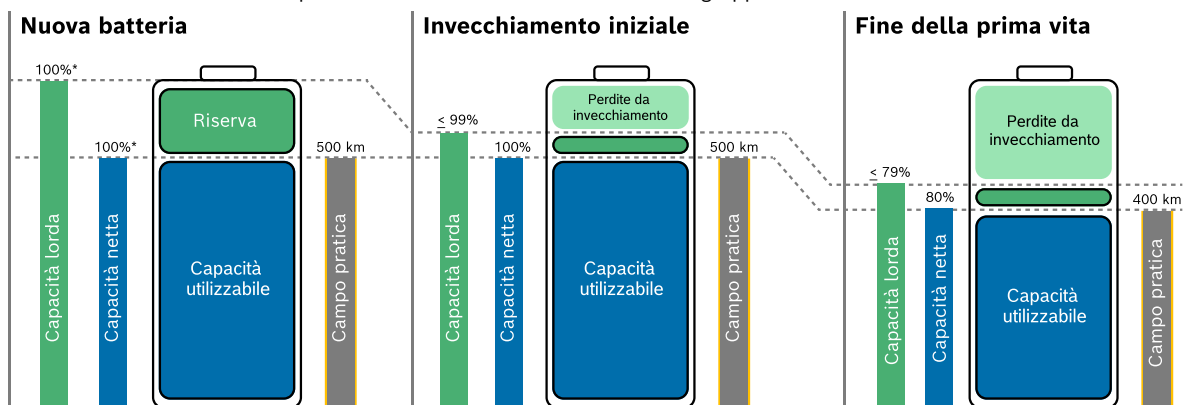 Nuova batteria
100%*
100%*
Riserva
500 km
Capacità lorda
Capacità netta
Capacità
utilizzabile
Campo pratica
Invecchiamento iniziale
≤ 99%
100%
Perdite da
invecchiamento
500 km
Capacità lorda
Capacità netta
Capacità
utilizzabile
Campo pratica
Fine della prima vita
≤ 79%
80%
Perdite da
invecchiamento
400 km
Capacità lorda
Capacità netta
Capacità
utilizzabile
Campo pratica